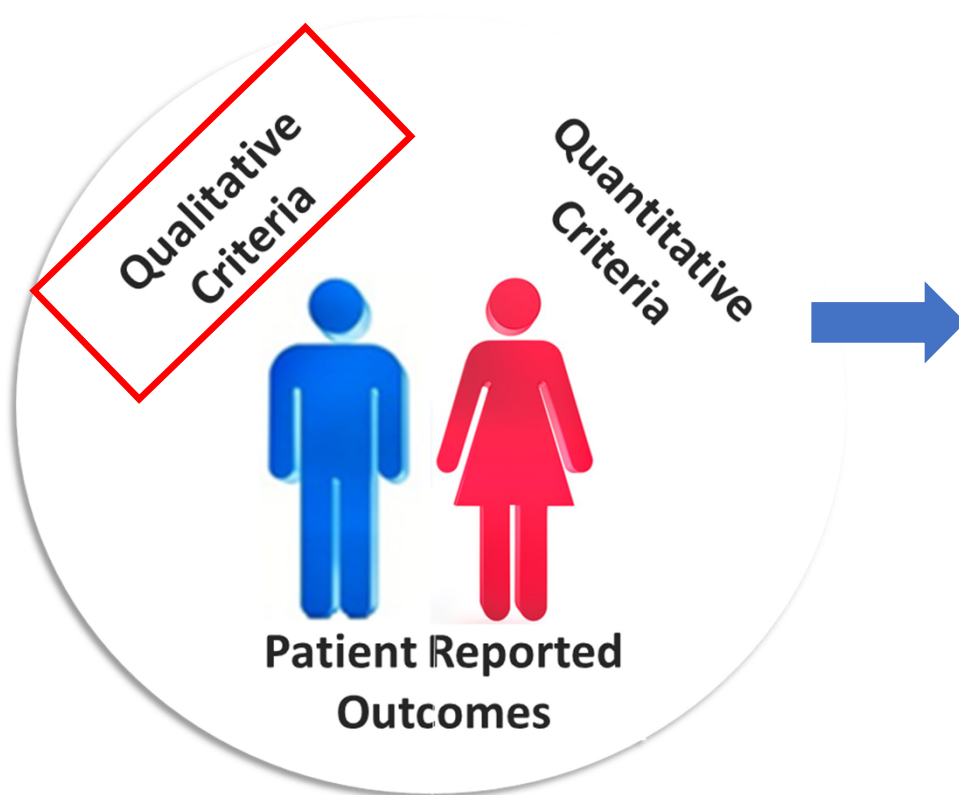 Qualitative
Criteria
Quantitative
Criteria
Patient Reported
Outcomes